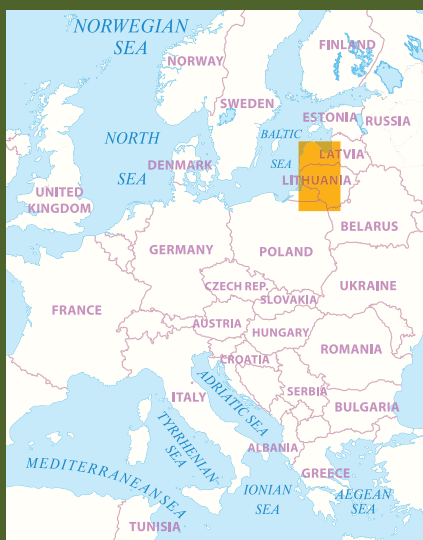 NORWEGIAN
SEA
FINLAND
NORWAY
SWEDEN
ESTONIA
RUSSIA
BALTIC
SEA
NORTH
SEA
LATVIA
DENMARK
LITHUANIA
UNITED
KINGDOM
BELARUS
GERMANY
POLAND
CZECH REP.
UKRAINE
SLOVAKIA
FRANCE
AUSTRIA
HUNGARY
ROMANIA
CROATIA
ITALY
ADRIATIC SEA
SERBIA
BULGARIA
TYRRHENIAN
SEA
ALBANIA
MEDITERRANEAN SEA
GREECE
IONIAN
SEA
AEGEAN
SEA
TUNISIA